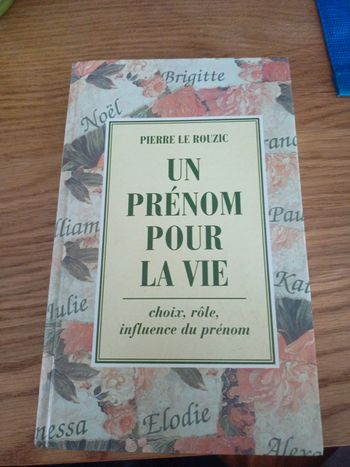 Brigitte
Noël
PIERRE LE ROUZIC
UN
PRÉNOM
POUR
LA VIE
choix, rôle,
influence du prénom
Julie
Elodie